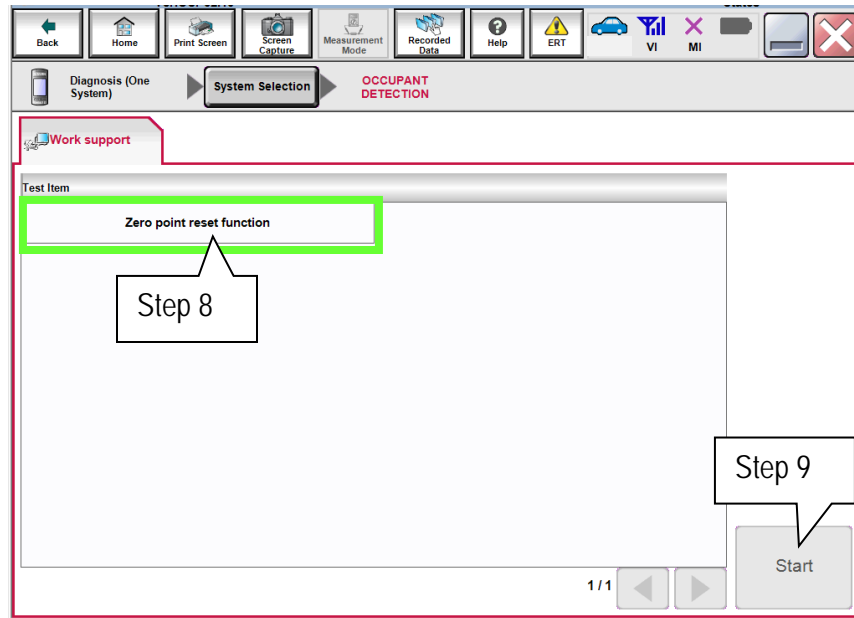 Back
Home
Print Screen
Screen
Capture
Measurement
Mode
Recorded
Data
Help
ERT
VI
MI
Diagnosis (One
System)
System Selection
OCCUPANT
DETECTION
Work support
Test Item
Zero point reset function
Step 8
Step 9
Start
1/1